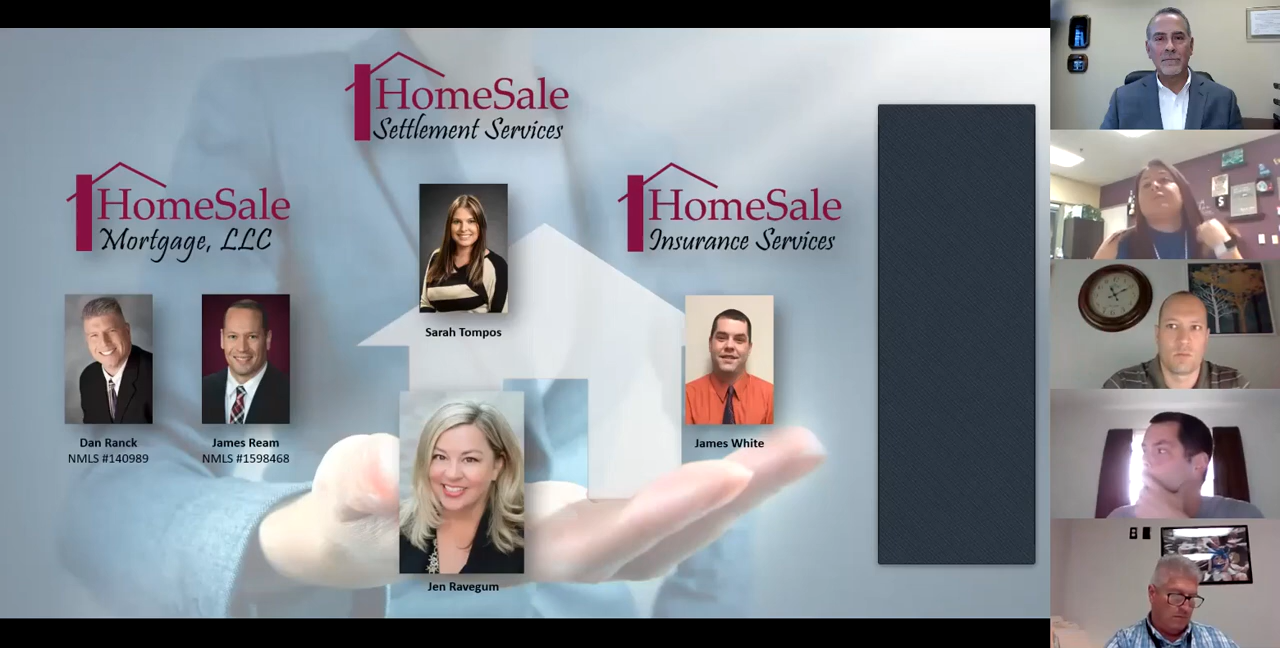 HomeSale
Settlement Services
HomeSale
Mortgage, LLC
HomeSale
Insurance Services
Sarah Tompos
Dan Ranck
NMLS #140989
James Ream
NMLS #1598468
James White
Jen Ravegum